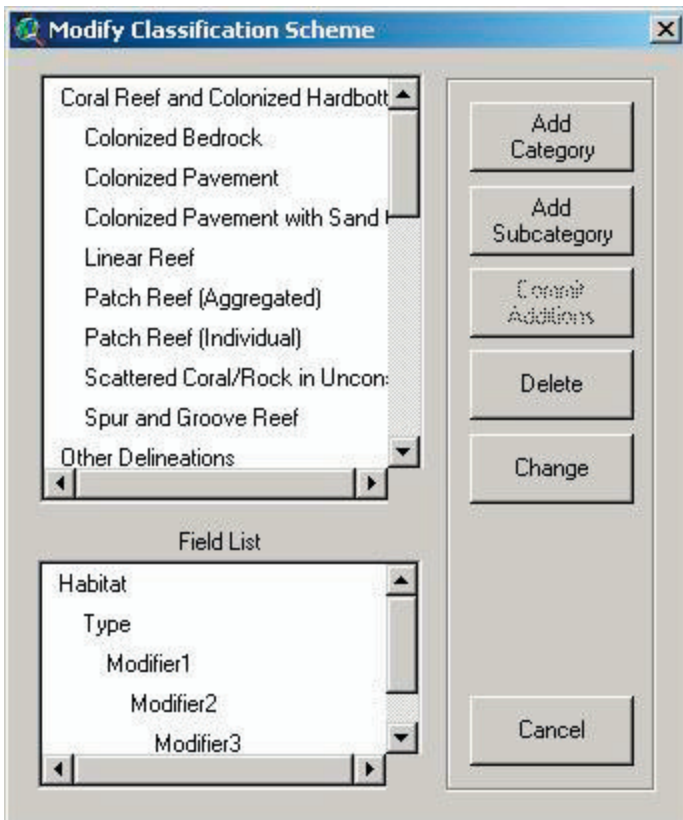 Modify Classification Scheme
Coral Reef and Colonized Hardbott
Colonized Bedrock
Colonized Pavement
Colonized Pavement with Sand
Linear Reef
Patch Reef (Aggregated)
Patch Reef (Individual)
Scattered Coral/Rock in Uncon
Spur and Groove Reef
Other Delineations
Field List
Habitat
Type
Modifier1
Modifier2
Modifier3
Add
Category
Add
Subcategory
Commit
Additions
Delete
Change
Cancel